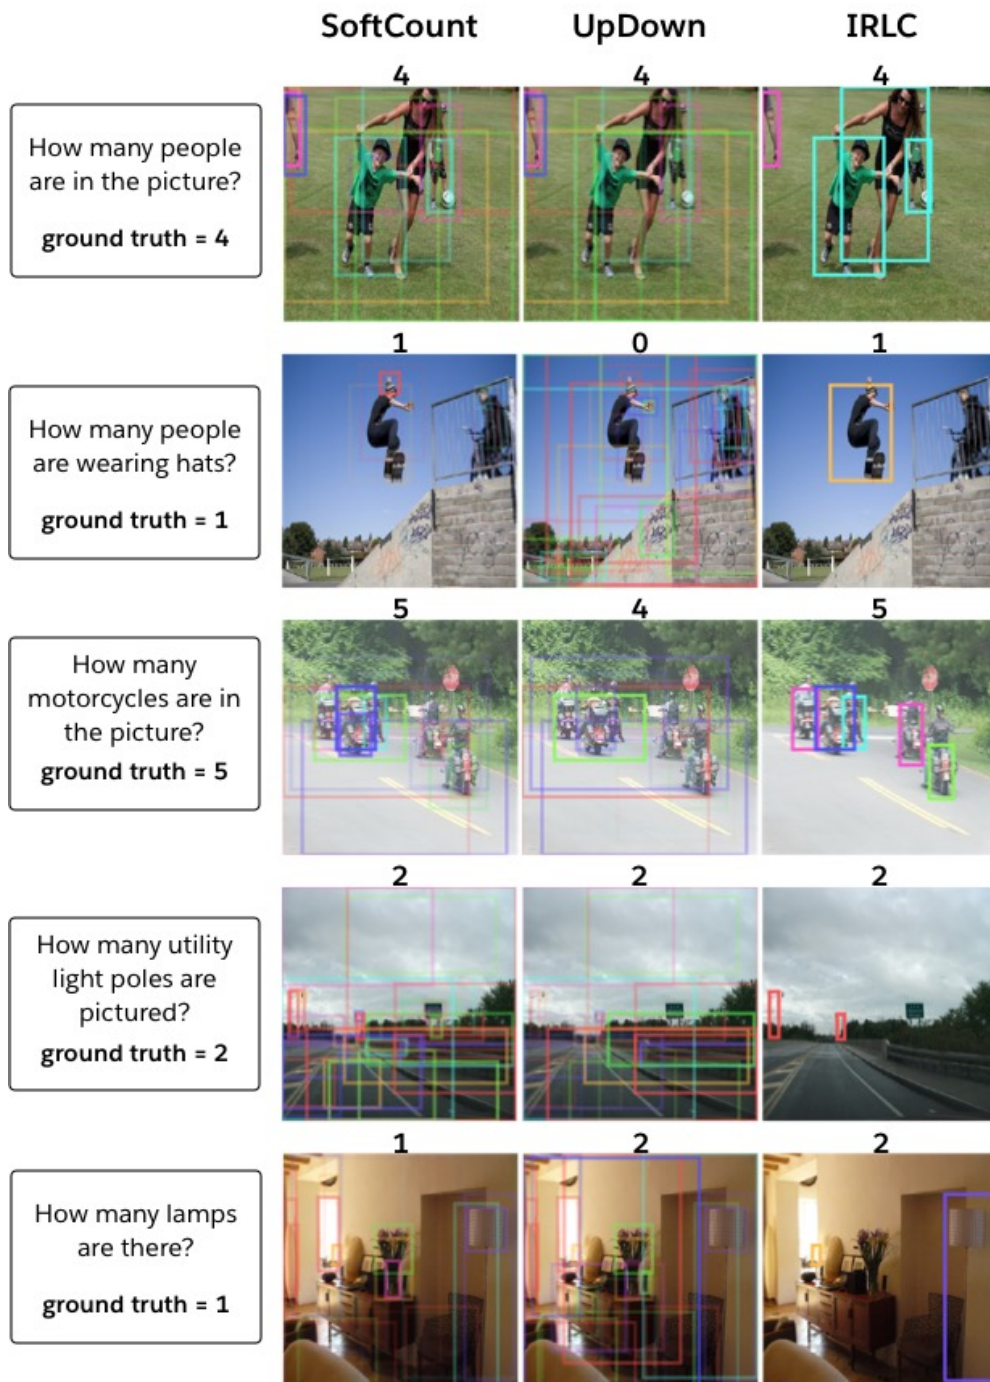 SoftCount UpDown IRLC
4 4 4
How many people
are in the picture?
ground truth = 4
1 0 1
How many people
are wearing hats?
ground truth = 1
5 4 5
How many
motorcycles are in
the picture?
ground truth = 5
2 2 2
How many utility
light poles are
pictured?
ground truth = 2
1 2 2
How many lamps
are there?
ground truth = 1